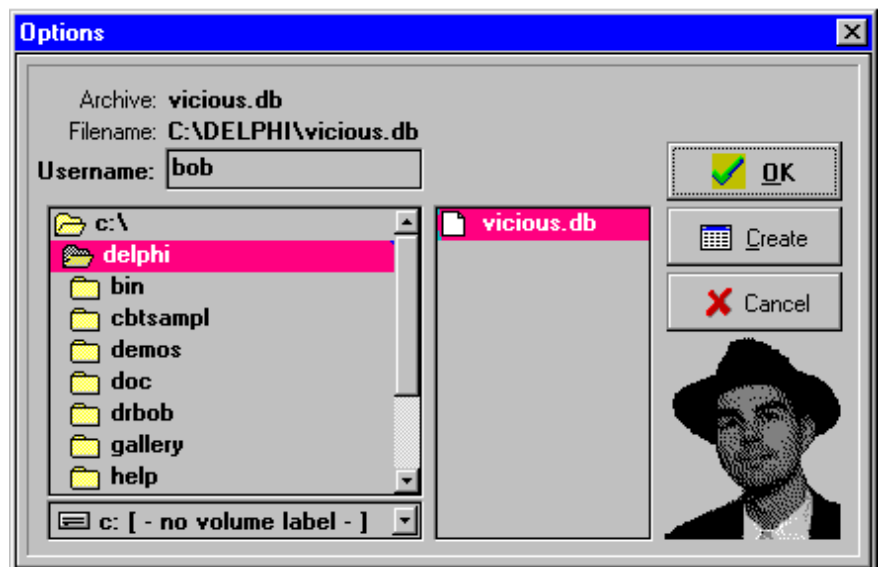 Options
Archive: vicious.db
Filename: C:\DELPHI\vicious.db
Username: bob
OK
c:\
vicious.db
delphi
Create
bin
cbtsampl
Cancel
demos
doc
drbob
gallery
help
c: [ - no volume label - ]